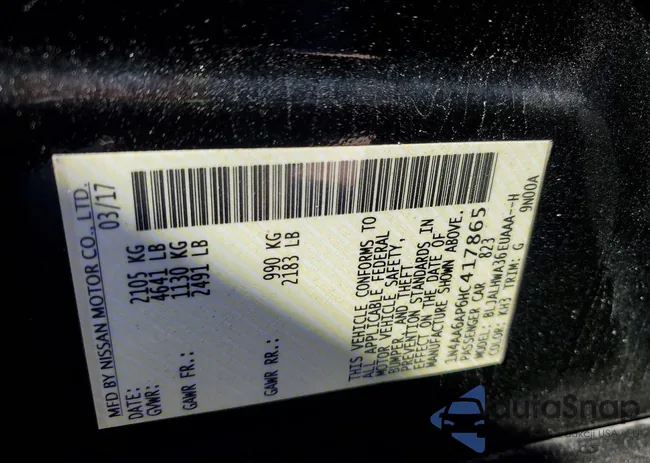 MFD BY NISSAN MOTOR CO., LTD.
DATE: 03/17
GVWR: 2105 KG
4641 LB
GAWR FR.: 1130 KG
2491 LB
GAWR RR.: 990 KG
2183 LB
THIS VEHICLE CONFORMS TO
ALL APPLICABLE FEDERAL
MOTOR VEHICLE SAFETY,
BUMPER, AND THEFT
PREVENTION STANDARDS IN
EFFECT ON THE DATE OF
MANUFACTURE SHOWN ABOVE.
1N4AA6AP6HC417865
PASSENGER CAR 823
MODEL: BLJALHWA36EUAAA--H
COLOR: KH3 TRIM: G 9N00A
AutoSnap